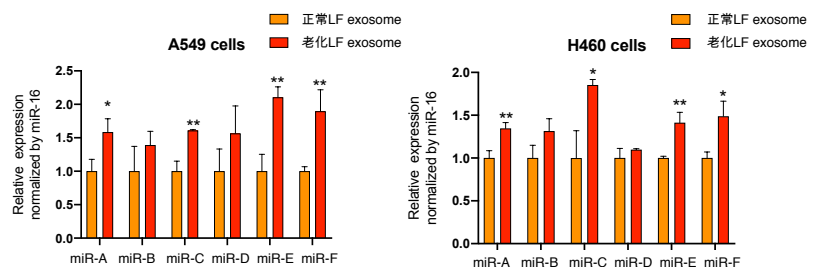 正常LF exosome
老化LF exosome
A549 cells
Relative expression
normalized by miR-16
2.5
2.0
1.5
1.0
0.5
0.0
*
**
**
**
miR-A miR-B miR-C miR-D miR-E miR-F
正常LF exosome
老化LF exosome
H460 cells
Relative expression
normalized by miR-16
2.0
1.5
1.0
0.5
0.0
**
*
**
*
miR-A miR-B miR-C miR-D miR-E miR-F